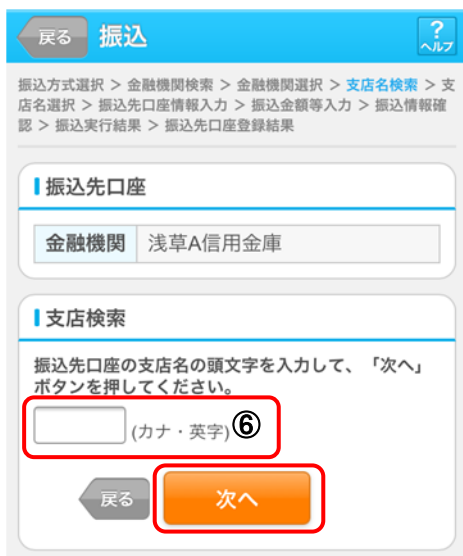 戻る 振込 ? ヘルプ
振込方式選択 > 金融機関検索 > 金融機関選択 > 支店名検索 > 支
店名選択 > 振込先口座情報入力 > 振込金額等入力 > 振込情報確
認 > 振込実行結果 > 振込先口座登録結果
振込先口座
金融機関 浅草A信用金庫
支店検索
振込先口座の支店名の頭文字を入力して、「次へ」
ボタンを押してください。
(カナ・英字) ⑥
戻る 次へ